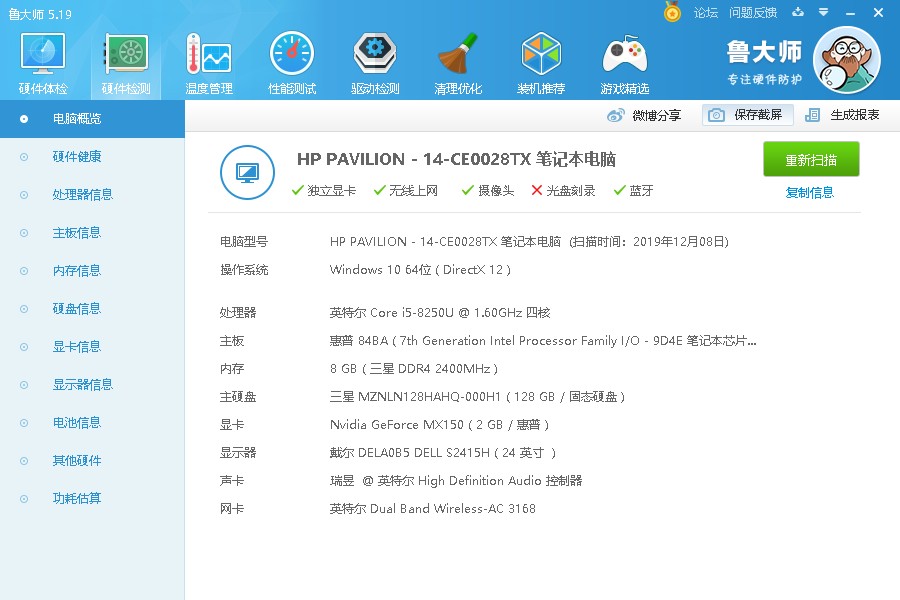 鲁大师 5.19
论坛 问题反馈
硬件体检 硬件检测 温度管理 性能测试 驱动检测 清理优化 装机推荐 游戏精选
鲁大师
专注硬件防护
微博分享 保存截屏 生成报表
电脑概览
硬件健康
处理器信息
主板信息
内存信息
硬盘信息
显卡信息
显示器信息
电池信息
其他硬件
功耗估算
HP PAVILION - 14-CE0028TX 笔记本电脑
独立显卡 无线上网 摄像头 光盘刻录 蓝牙
重新扫描
复制信息
电脑型号 HP PAVILION - 14-CE0028TX 笔记本电脑 (扫描时间：2019年12月08日)
操作系统 Windows 10 64位 ( DirectX 12 )
处理器 英特尔 Core i5-8250U @ 1.60GHz 四核
主板 惠普 84BA ( 7th Generation Intel Processor Family I/O - 9D4E 笔记本芯片...
内存 8 GB ( 三星 DDR4 2400MHz )
主硬盘 三星 MZNLN128HAHQ-000H1 ( 128 GB / 固态硬盘 )
显卡 Nvidia GeForce MX150 ( 2 GB / 惠普 )
显示器 戴尔 DELA0B5 DELL S2415H ( 24 英寸 )
声卡 瑞昱 @ 英特尔 High Definition Audio 控制器
网卡 英特尔 Dual Band Wireless-AC 3168